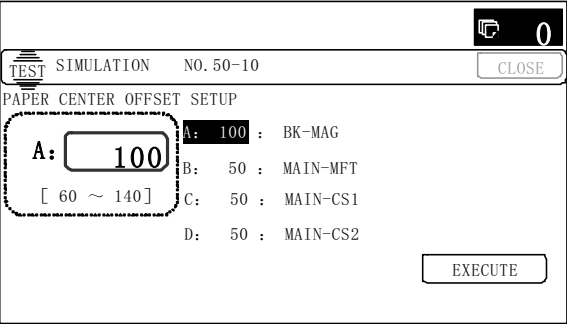 0
TEST SIMULATION NO.50-10 CLOSE
PAPER CENTER OFFSET SETUP
A: 100
[ 60 ~ 140]
A: 100 : BK-MAG
B: 50 : MAIN-MFT
C: 50 : MAIN-CS1
D: 50 : MAIN-CS2
EXECUTE